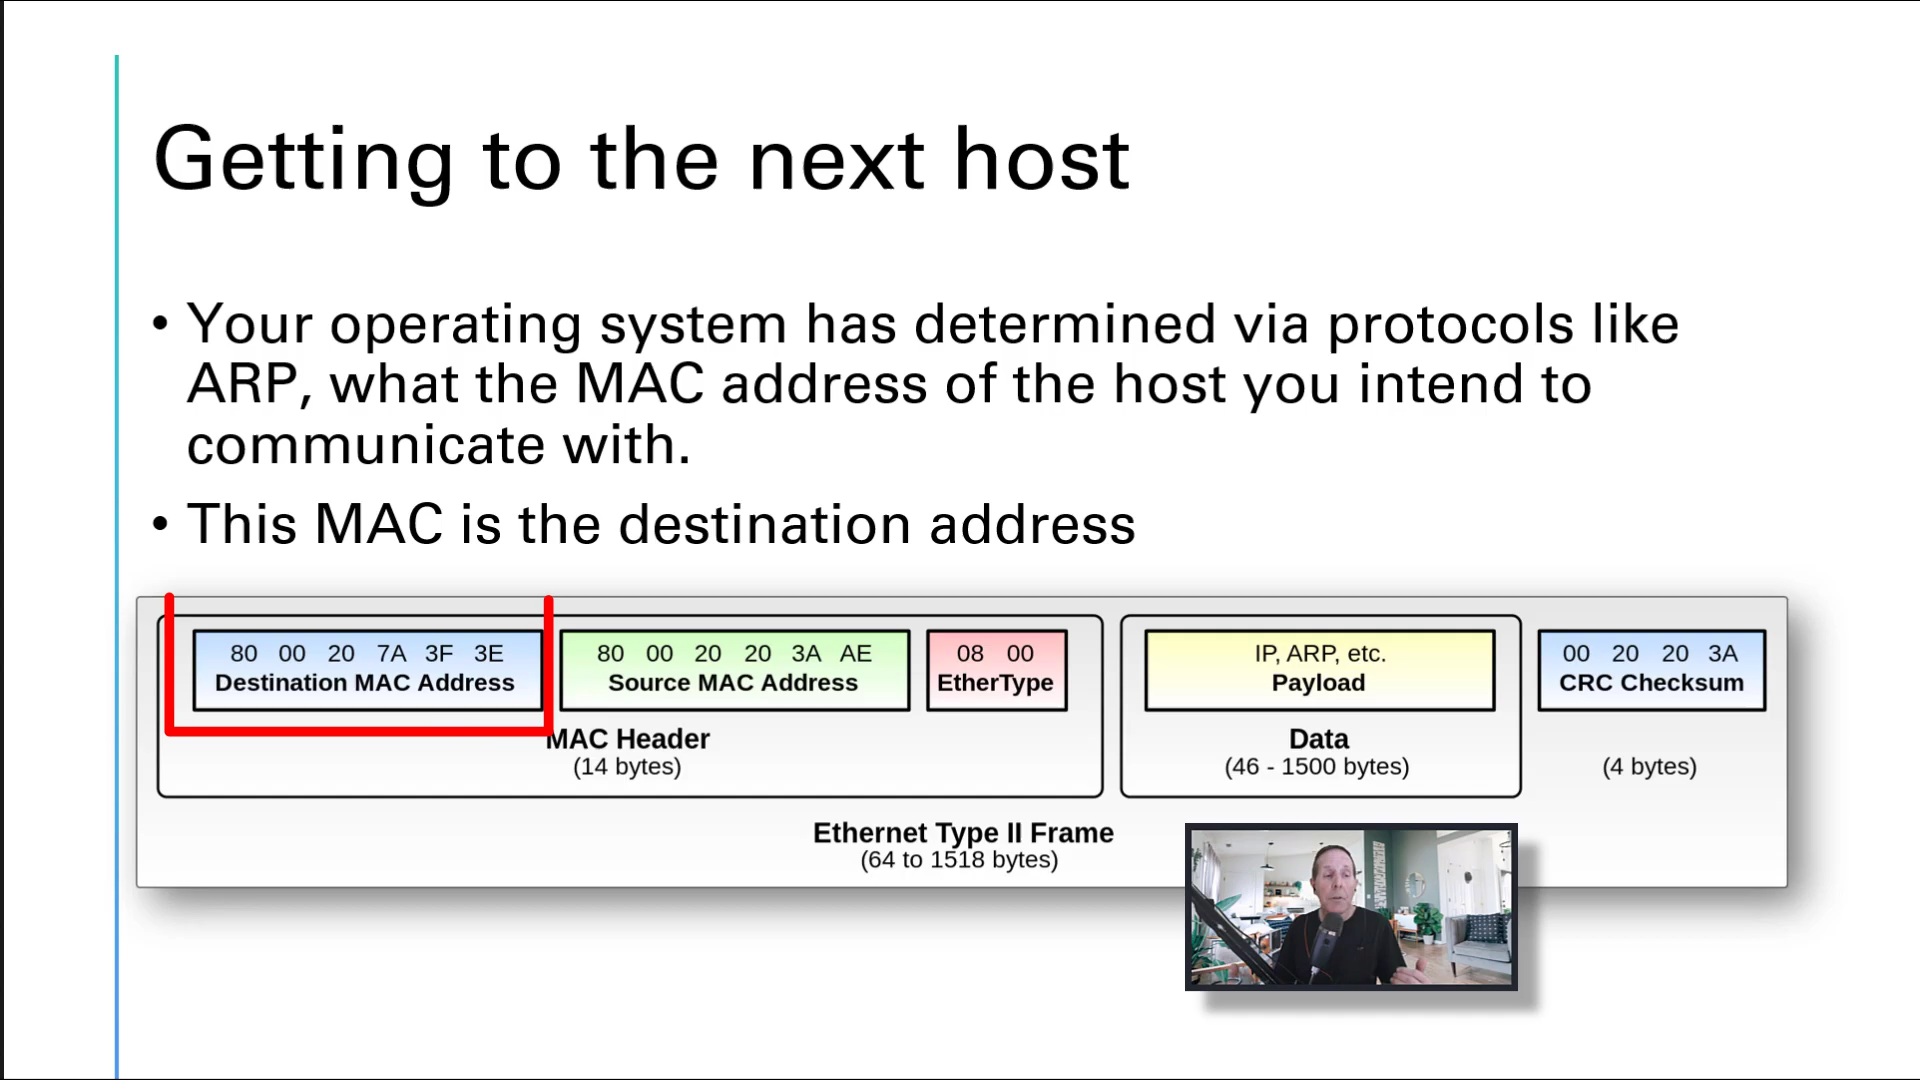 Getting to the next host
• Your operating system has determined via protocols like
ARP, what the MAC address of the host you intend to
communicate with.
• This MAC is the destination address
80 00 20 7A 3F 3E
Destination MAC Address
80 00 20 20 3A AE
Source MAC Address
08 00
EtherType
MAC Header
(14 bytes)
IP, ARP, etc.
Payload
Data
(46 - 1500 bytes)
00 20 20 3A
CRC Checksum
(4 bytes)
Ethernet Type II Frame
(64 to 1518 bytes)